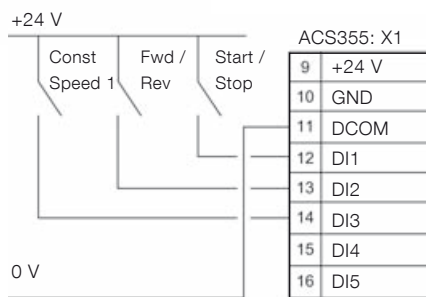 +24 V
Const
Speed 1
Fwd /
Rev
Start /
Stop
ACS355: X1
9 +24 V
10 GND
11 DCOM
12 DI1
13 DI2
14 DI3
15 DI4
16 DI5
0 V